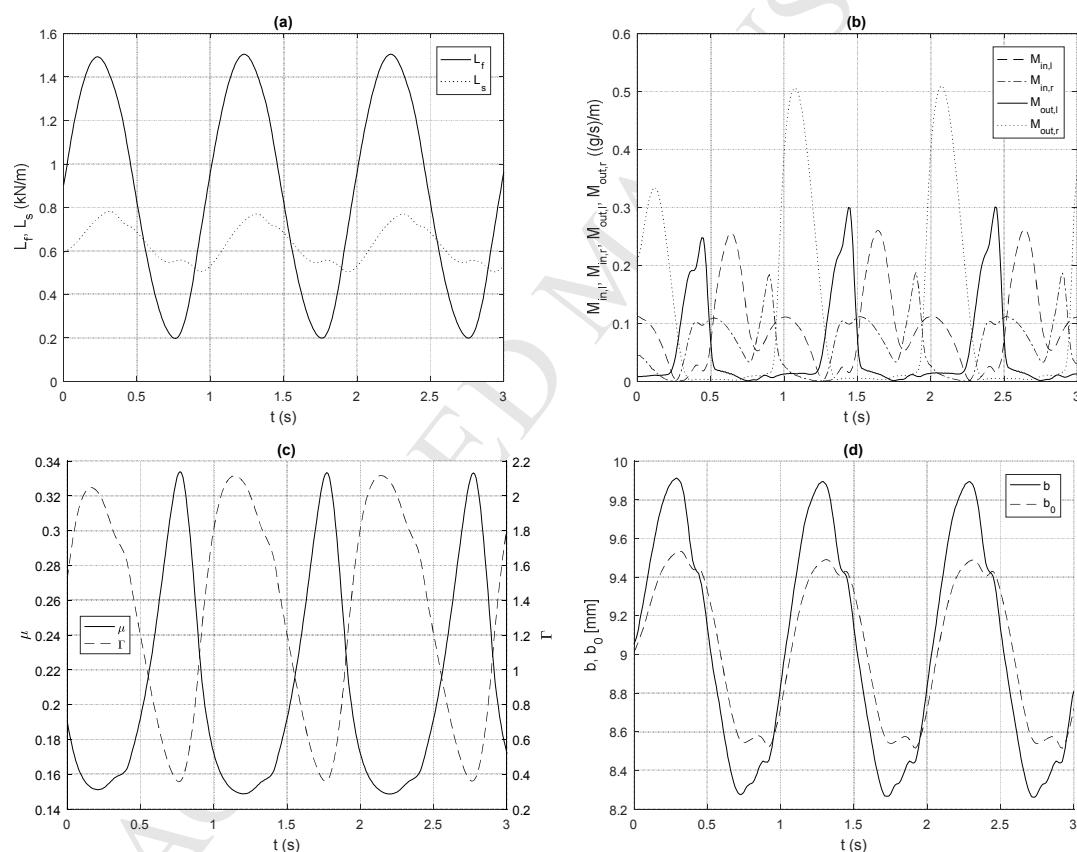 (a)
1.6
1.4
1.2
1
0.8
0.6
0.4
0.2
0
L_f, L_s (kN/m)
L_f
L_s
0 0.5 1 1.5 2 2.5 3
t (s)
(b)
0.6
0.5
0.4
0.3
0.2
0.1
0
M_in,l, M_in,r, M_out,l, M_out,r ((g/s)/m)
M_in,l
M_in,r
M_out,l
M_out,r
0 0.5 1 1.5 2 2.5 3
t (s)
(c)
0.34
0.32
0.3
0.28
0.26
0.24
0.22
0.2
0.18
0.16
0.14
μ
μ
Γ
2.2
2
1.8
1.6
1.4
1.2
1
0.8
0.6
0.4
0.2
Γ
0 0.5 1 1.5 2 2.5 3
t (s)
(d)
10
9.8
9.6
9.4
9.2
9
8.8
8.6
8.4
8.2
b, b_0 [mm]
b
b_0
0 0.5 1 1.5 2 2.5 3
t (s)